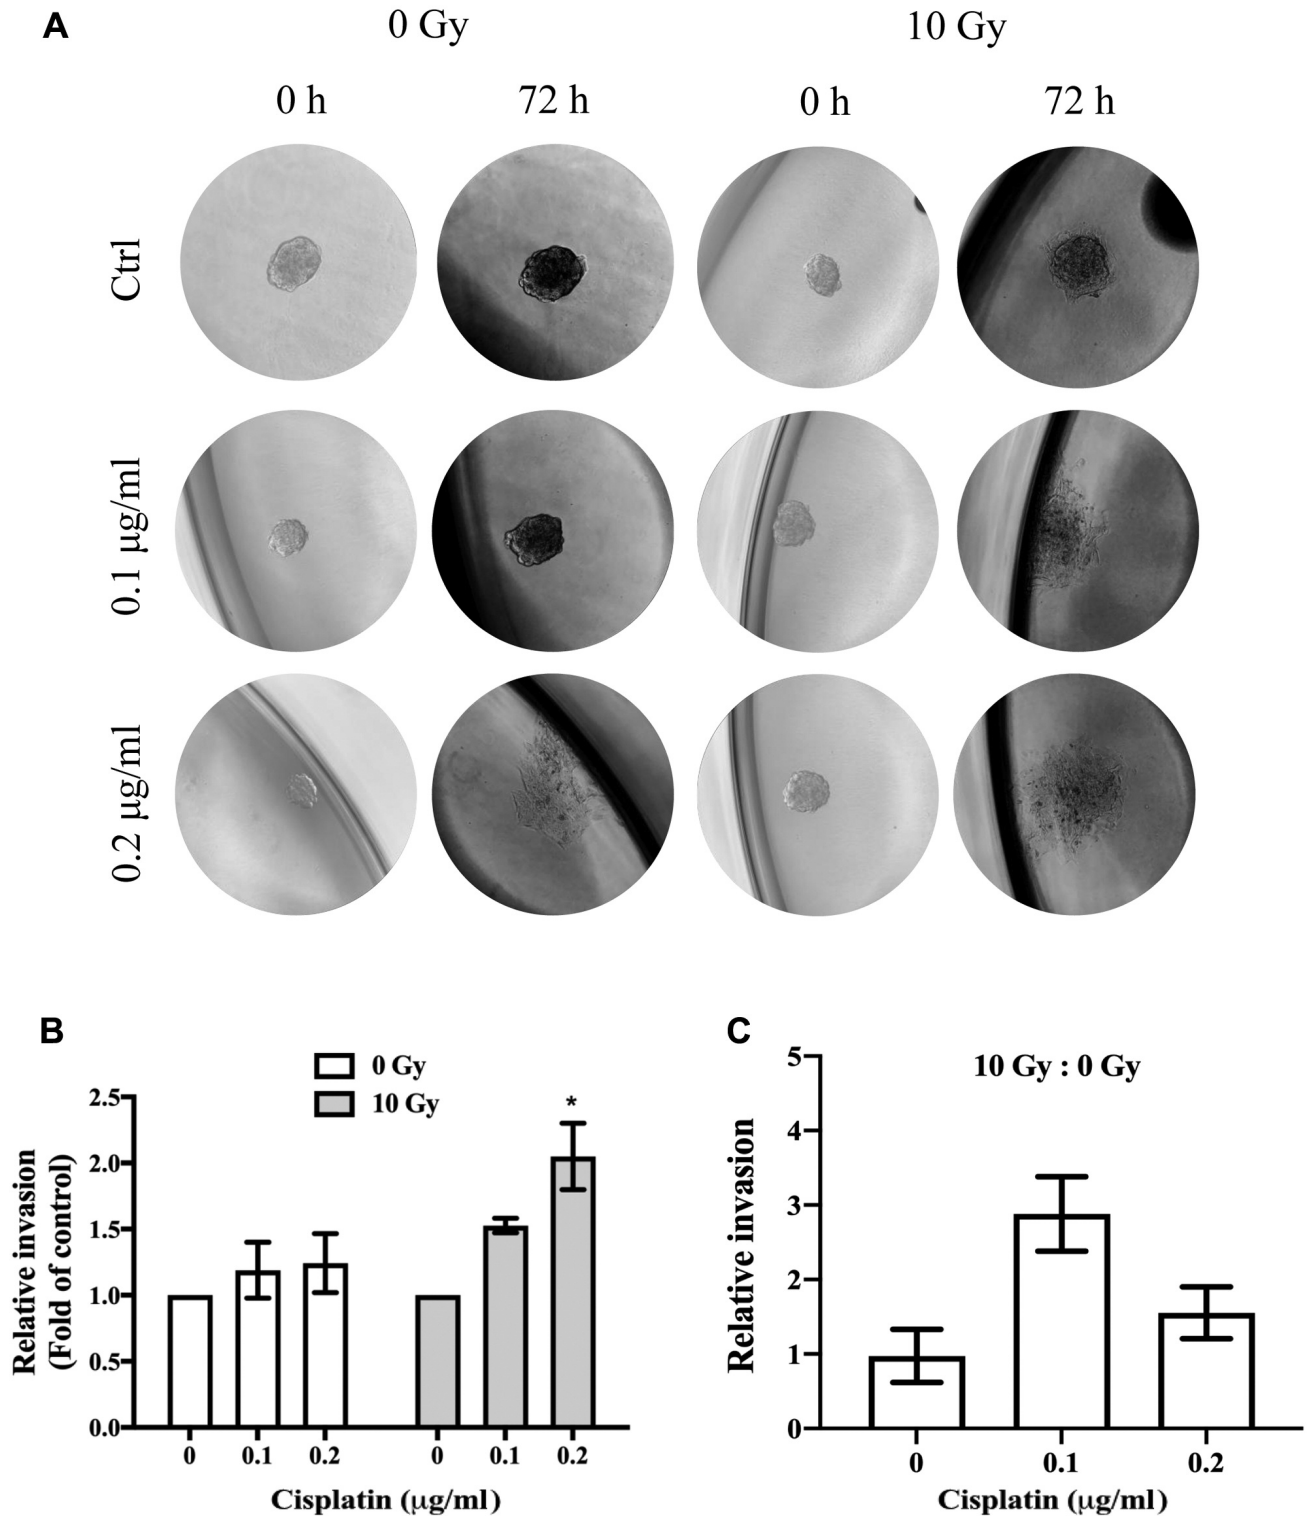 A
0 Gy
10 Gy
0 h
72 h
0 h
72 h
Ctrl
0.1 µg/ml
0.2 µg/ml
B
0 Gy
10 Gy
Relative invasion
(Fold of control)
2.5
2.0
1.5
1.0
0.5
0.0
*
0
0.1
0.2
0
0.1
0.2
Cisplatin (µg/ml)
C
10 Gy : 0 Gy
Relative invasion
5
4
3
2
1
0
0
0.1
0.2
Cisplatin (µg/ml)